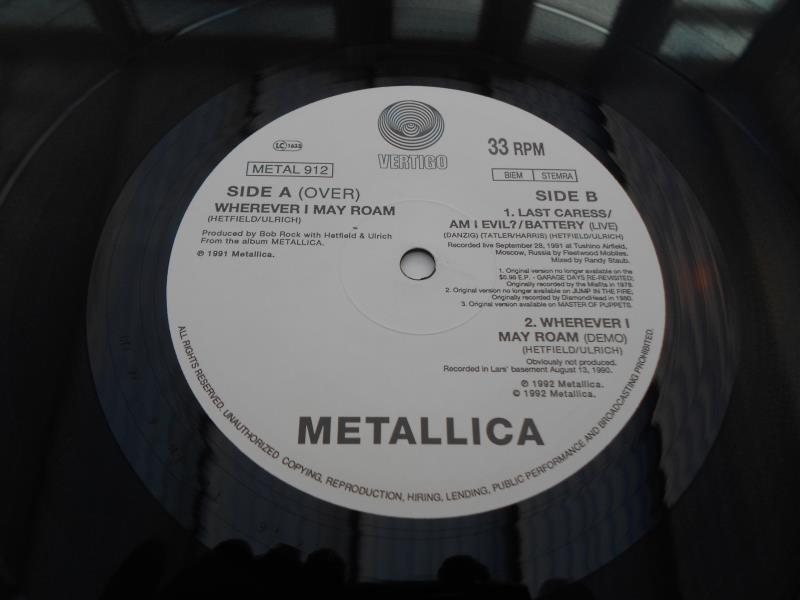 VERTIGO
33 RPM
LC 1633
METAL 912
BIEM STEMRA
SIDE A (OVER)
WHEREVER I MAY ROAM
(HETFIELD/ULRICH)
Produced by Bob Rock with Hetfield & Ulrich
From the album METALLICA.
℗ 1991 Metallica.
SIDE B
1. LAST CARESS/
AM I EVIL?/BATTERY (LIVE)
(DANZIG) (TATLER/HARRIS) (HETFIELD/ULRICH)
Recorded live September 28, 1991 at Tushino Airfield,
Moscow, Russia by Fleetwood Mobiles.
Mixed by Randy Staub.
1. Original version no longer available on the
$5.98 E.P. - GARAGE DAYS RE-REVISITED;
Originally recorded by the Misfits in 1978.
2. Original version no longer available on JUMP IN THE FIRE;
Originally recorded by DiamondHead in 1980.
3. Original version available on MASTER OF PUPPETS.
2. WHEREVER I
MAY ROAM (DEMO)
(HETFIELD/ULRICH)
Obviously not produced.
Recorded in Lars' basement August 13, 1990.
℗ 1992 Metallica.
© 1992 Metallica.
METALLICA
ALL RIGHTS RESERVED. UNAUTHORIZED COPYING, REPRODUCTION, HIRING, LENDING, PUBLIC PERFORMANCE AND BROADCASTING PROHIBITED.